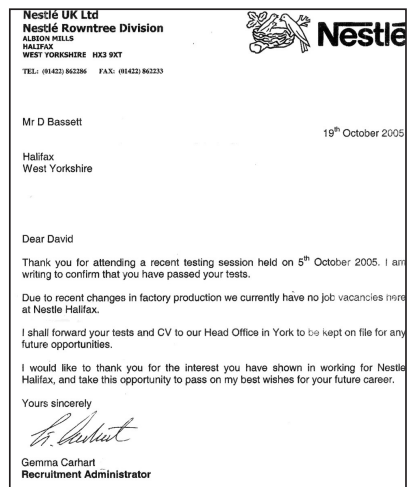 Nestlé UK Ltd
Nestlé Rowntree Division
ALBION MILLS
HALIFAX
WEST YORKSHIRE HX3 9XT
TEL: (01422) 862286 FAX: (01422) 862233
Nestlé
Mr D Bassett
19th October 2005
Halifax
West Yorkshire
Dear David
Thank you for attending a recent testing session held on 5th October 2005. I am
writing to confirm that you have passed your tests.
Due to recent changes in factory production we currently have no job vacancies here
at Nestle Halifax.
I shall forward your tests and CV to our Head Office in York to be kept on file for any
future opportunities.
I would like to thank you for the interest you have shown in working for Nestle
Halifax, and take this opportunity to pass on my best wishes for your future career.
Yours sincerely
G. Carhart
Gemma Carhart
Recruitment Administrator